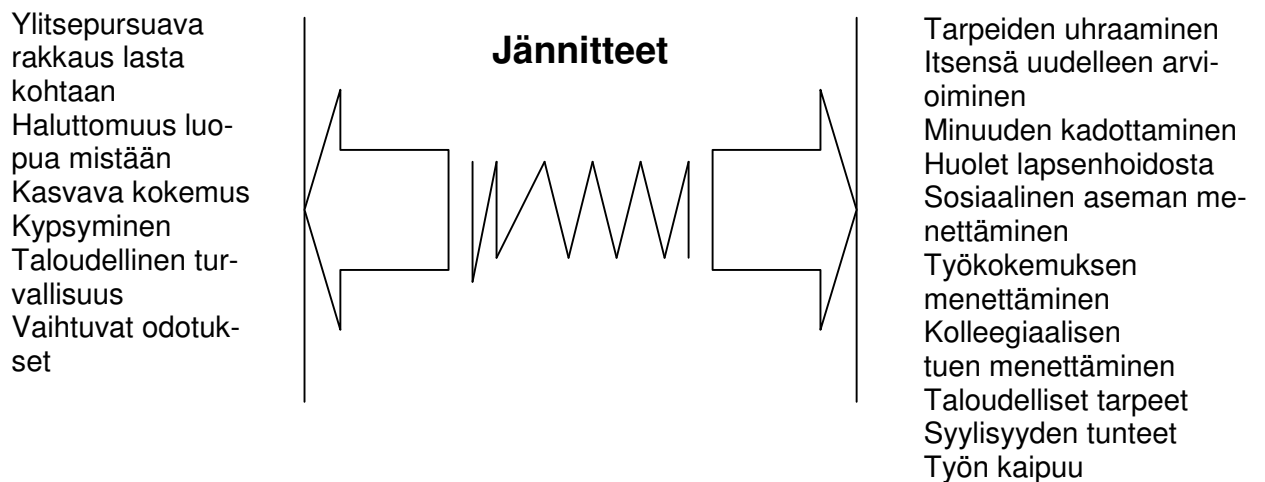 Ylitsepursuava
rakkaus lasta
kohtaan
Haluttomuus luo-
pua mistään
Kasvava kokemus
Kypsyminen
Taloudellinen tur-
vallisuus
Vaihtuvat odotuk-
set
Jännitteet
Tarpeiden uhraaminen
Itsensä uudelleen arvi-
oiminen
Minuuden kadottaminen
Huolet lapsenhoidosta
Sosiaalinen aseman me-
nettäminen
Työkokemuksen
menettäminen
Kolleegiaalisen
tuen menettäminen
Taloudelliset tarpeet
Syylisyyden tunteet
Työn kaipuu